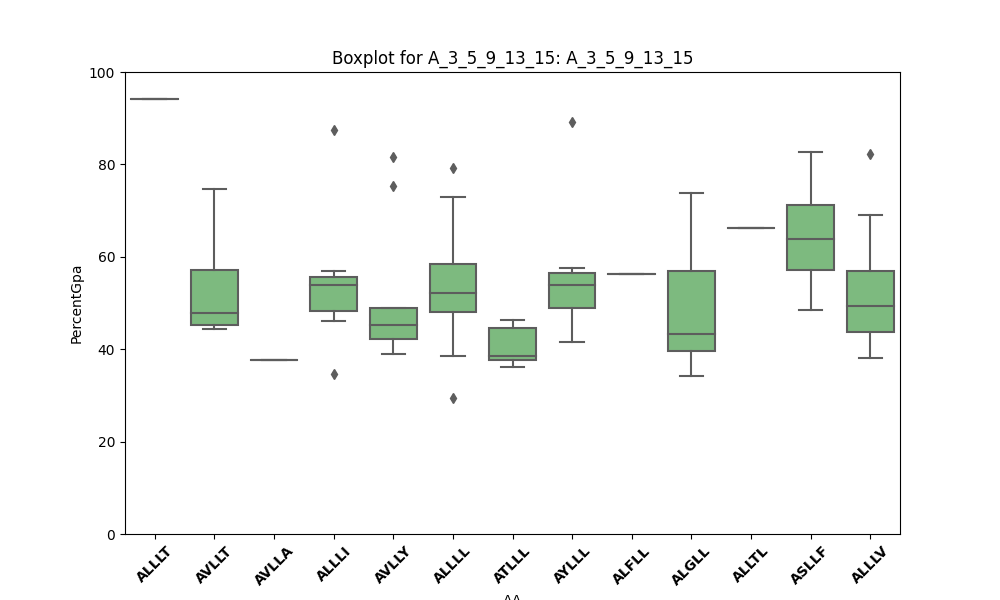 Boxplot for A_3_5_9_13_15: A_3_5_9_13_15
PercentGpa
100
80
60
40
20
0
ALLLT AVLLT AVLLA ALLLI AVLLY ALLLL ATLLL AYLLL ALFLL ALGLL ALLTL ASLLF ALLLV
AA